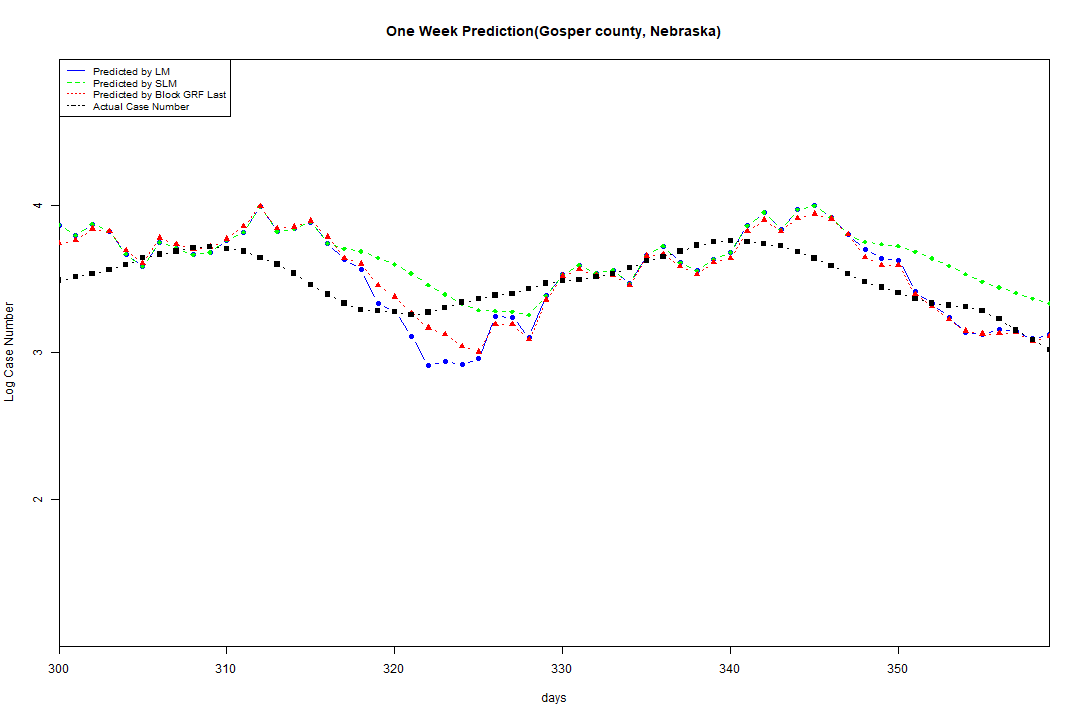 One Week Prediction(Gosper county, Nebraska)
Predicted by LM
Predicted by SLM
Predicted by Block GRF Last
Actual Case Number
4
3
2
Log Case Number
300 310 320 330 340 350
days